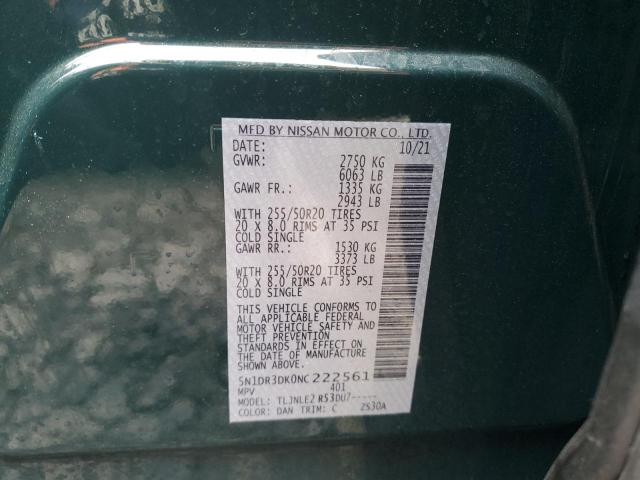 MFD BY NISSAN MOTOR CO., LTD.
DATE: 10/21
GVWR: 2750 KG
6063 LB
GAWR FR.: 1335 KG
2943 LB
WITH 255/50R20 TIRES
20 x 8.0 RIMS AT 35 PSI
COLD SINGLE
GAWR RR.: 1530 KG
3373 LB
WITH 255/50R20 TIRES
20 x 8.0 RIMS AT 35 PSI
COLD SINGLE
THIS VEHICLE CONFORMS TO
ALL APPLICABLE FEDERAL
MOTOR VEHICLE SAFETY AND
THEFT PREVENTION
STANDARDS IN EFFECT ON
THE DATE OF MANUFACTURE
SHOWN ABOVE.
5N1DR3DK0NC222561
MPV 401
MODEL: TLJNLE2 R53DU7-----
COLOR: DAN TRIM: C ZS30A